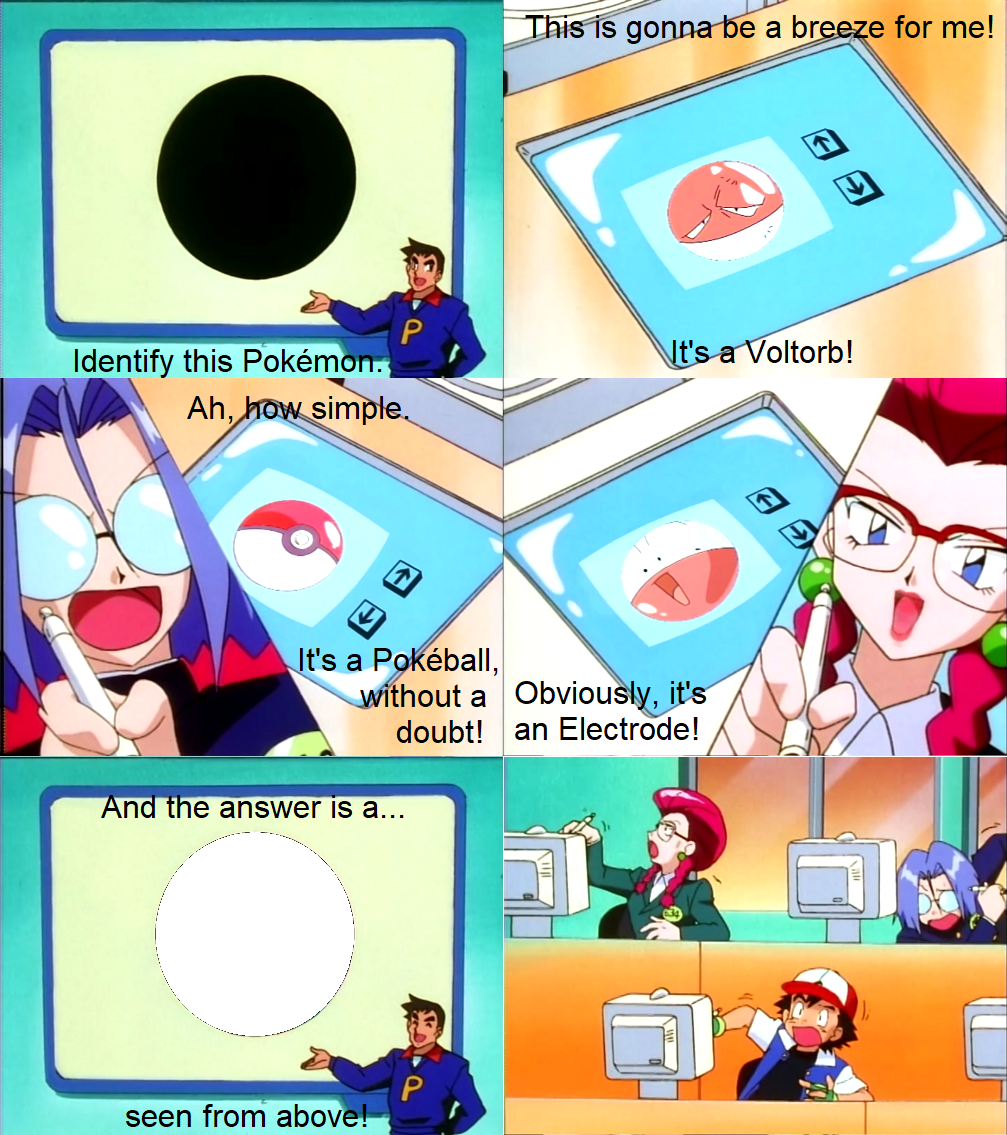 Identify this Pokémon.
P
This is gonna be a breeze for me!
It's a Voltorb!
Ah, how simple.
It's a Pokéball,
without a
doubt!
Obviously, it's
an Electrode!
And the answer is a...
P
seen from above!